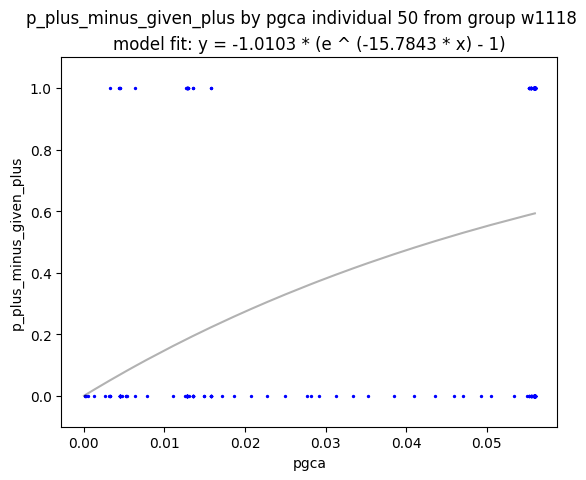 p_plus_minus_given_plus by pgca individual 50 from group w1118
model fit: y = -1.0103 * (e ^ (-15.7843 * x) - 1)
1.0
0.8
0.6
0.4
0.2
0.0
p_plus_minus_given_plus
0.00 0.01 0.02 0.03 0.04 0.05
pgca